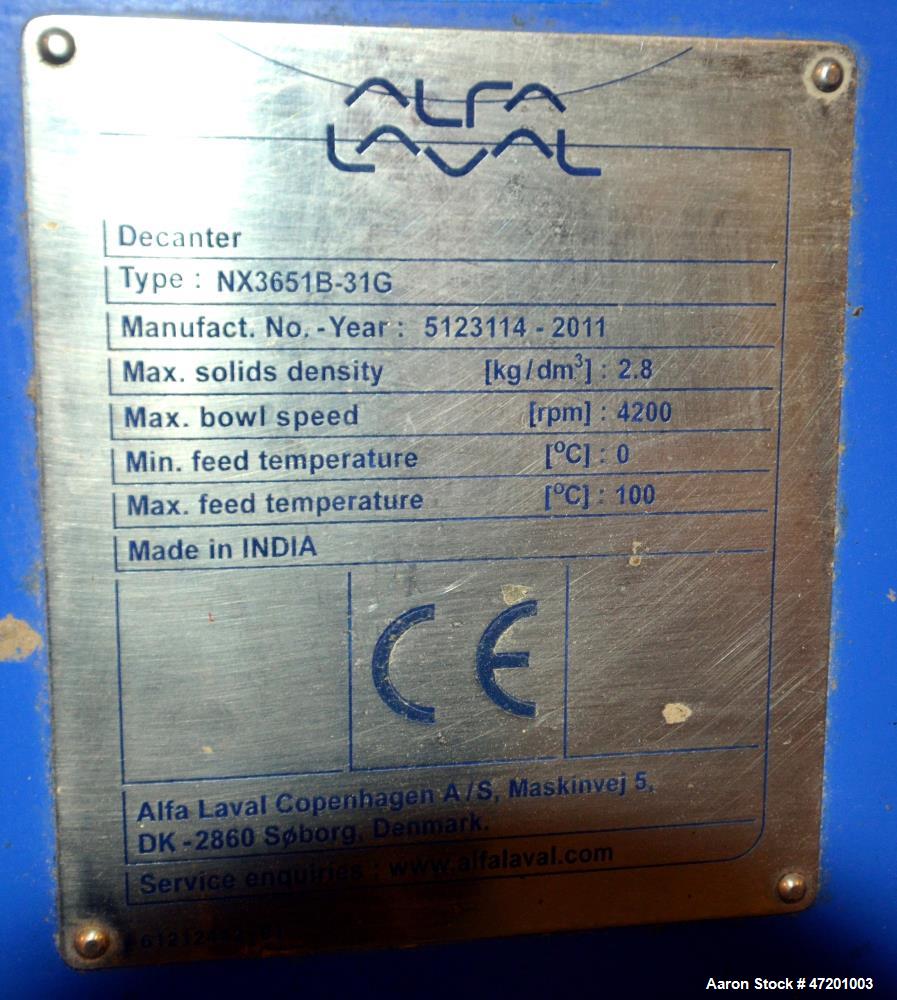 ALFA
LAVAL
Decanter
Type : NX3651B-31G
Manufact. No. - Year : 5123114 - 2011
Max. solids density [kg/dm³] : 2.8
Max. bowl speed [rpm] : 4200
Min. feed temperature [°C] : 0
Max. feed temperature [°C] : 100
Made in INDIA
CE
Alfa Laval Copenhagen A/S, Maskinvej 5,
DK -2860 Søborg, Denmark.
Service enquiries : www.alfalaval.com
Aaron Stock # 47201003